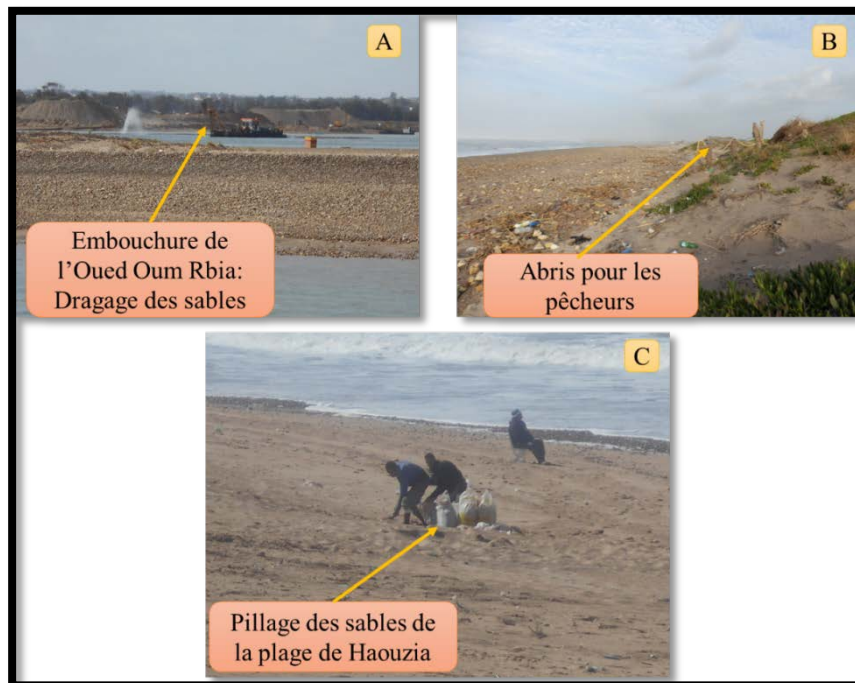 A
Embouchure de
l'Oued Oum Rbia:
Dragage des sables
B
Abris pour les
pêcheurs
C
Pillage des sables de
la plage de Haouzia